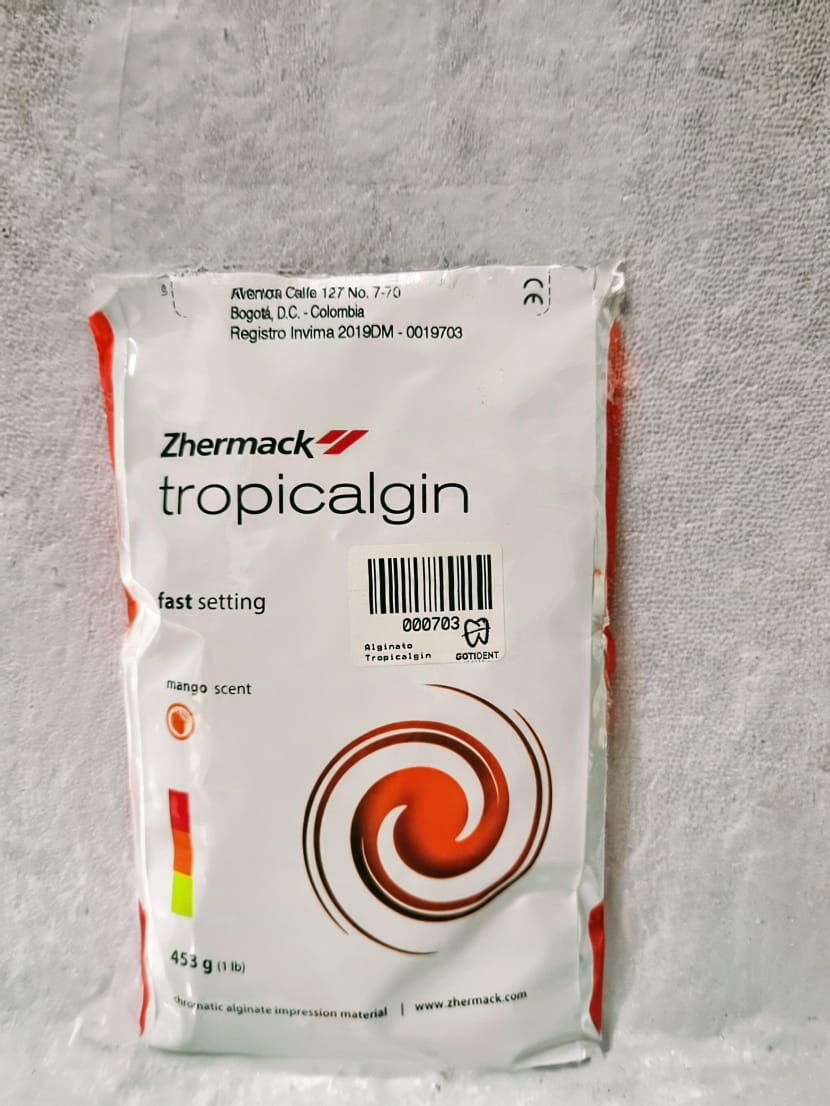 Avenida Calle 127 No. 7-70
Bogotá, D.C. - Colombia
Registro Invima 2019DM - 0019703
CE
Zhermack
tropicalgin
fast setting
000703
Alginato
Tropicalgin
GOTIDENT
mango scent
453 g (1 lb)
chromatic alginate impression material | www.zhermack.com